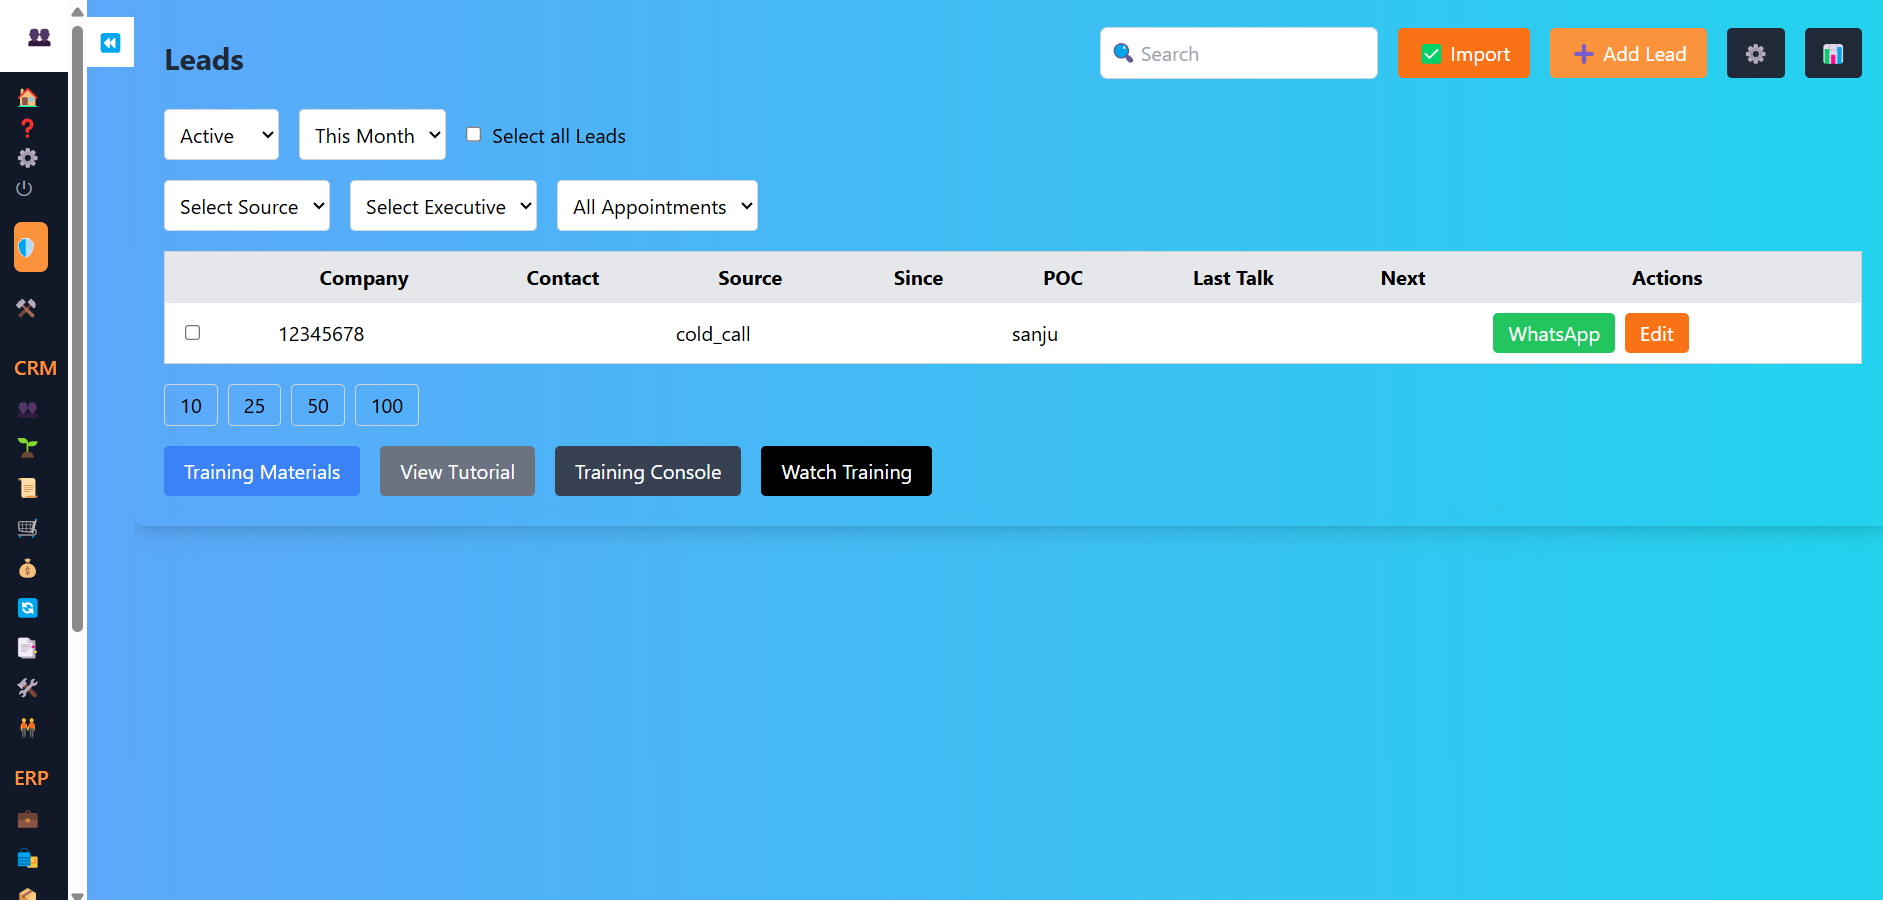 Leads
Search
Import
Add Lead
Active
This Month
Select all Leads
Select Source
Select Executive
All Appointments
Company Contact Source Since POC Last Talk Next Actions
12345678 cold_call sanju WhatsApp Edit
10 25 50 100
Training Materials
View Tutorial
Training Console
Watch Training
CRM
ERP